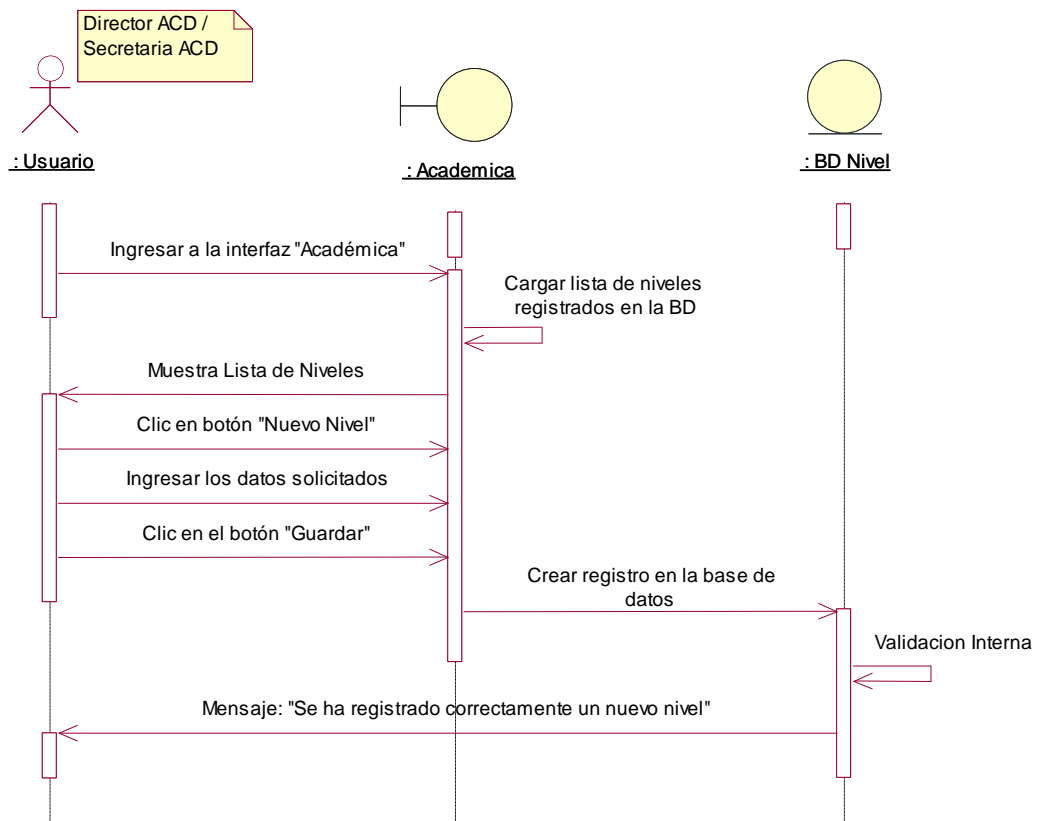 Director ACD /
Secretaria ACD
: Usuario
: Academica
: BD Nivel
Ingresar a la interfaz "Académica"
Cargar lista de niveles
registrados en la BD
Muestra Lista de Niveles
Clic en botón "Nuevo Nivel"
Ingresar los datos solicitados
Clic en el botón "Guardar"
Crear registro en la base de
datos
Validacion Interna
Mensaje: "Se ha registrado correctamente un nuevo nivel"